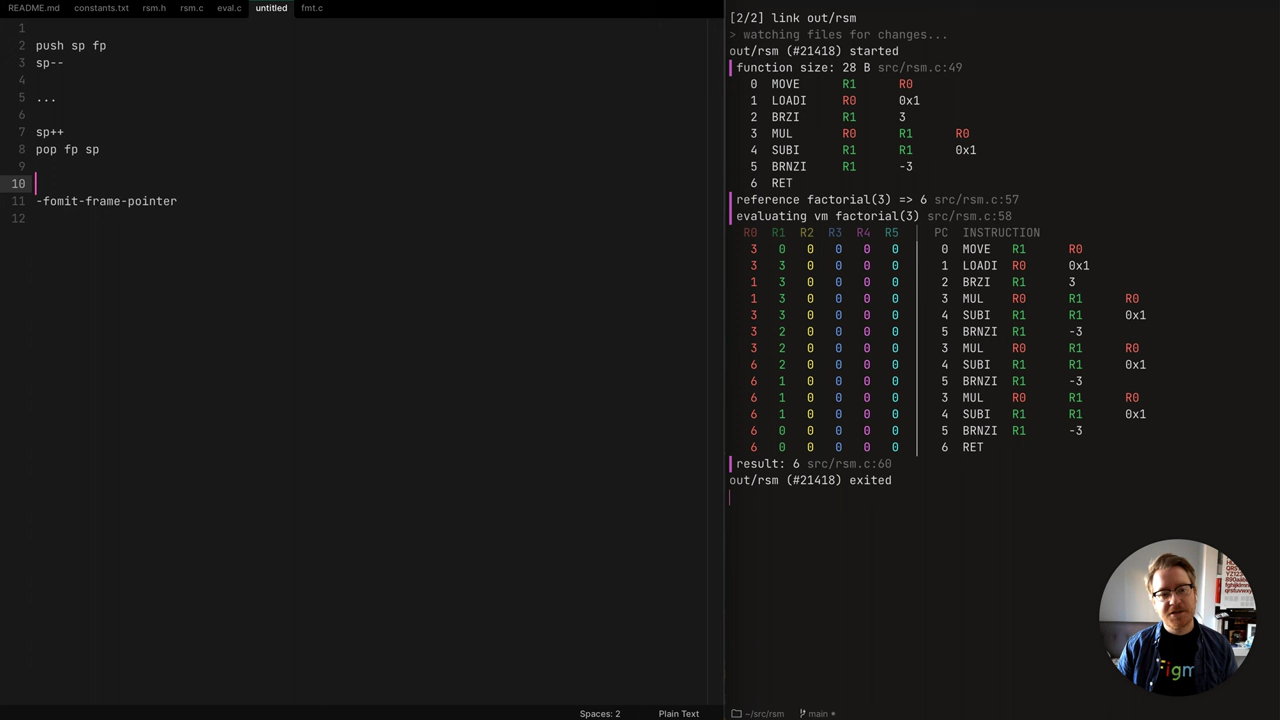 README.md constants.txt rsm.h rsm.c eval.c untitled fmt.c
1
2 push sp fp
3 sp--
4
5 ...
6
7 sp++
8 pop fp sp
9
10
11 -fomit-frame-pointer
12
Spaces: 2 Plain Text
[2/2] link out/rsm
> watching files for changes...
out/rsm (#21418) started
function size: 28 B src/rsm.c:49
0 MOVE R1 R0
1 LOADI R0 0x1
2 BRZI R1 3
3 MUL R0 R1 R0
4 SUBI R1 R1 0x1
5 BRNZI R1 -3
6 RET
reference factorial(3) => 6 src/rsm.c:57
evaluating vm factorial(3) src/rsm.c:58
R0 R1 R2 R3 R4 R5 PC INSTRUCTION
3 0 0 0 0 0 0 MOVE R1 R0
3 3 0 0 0 0 1 LOADI R0 0x1
1 3 0 0 0 0 2 BRZI R1 3
1 3 0 0 0 0 3 MUL R0 R1 R0
3 3 0 0 0 0 4 SUBI R1 R1 0x1
3 2 0 0 0 0 5 BRNZI R1 -3
3 2 0 0 0 0 3 MUL R0 R1 R0
6 2 0 0 0 0 4 SUBI R1 R1 0x1
6 1 0 0 0 0 5 BRNZI R1 -3
6 1 0 0 0 0 3 MUL R0 R1 R0
6 1 0 0 0 0 4 SUBI R1 R1 0x1
6 0 0 0 0 0 5 BRNZI R1 -3
6 0 0 0 0 0 6 RET
result: 6 src/rsm.c:60
out/rsm (#21418) exited
~/src/rsm main